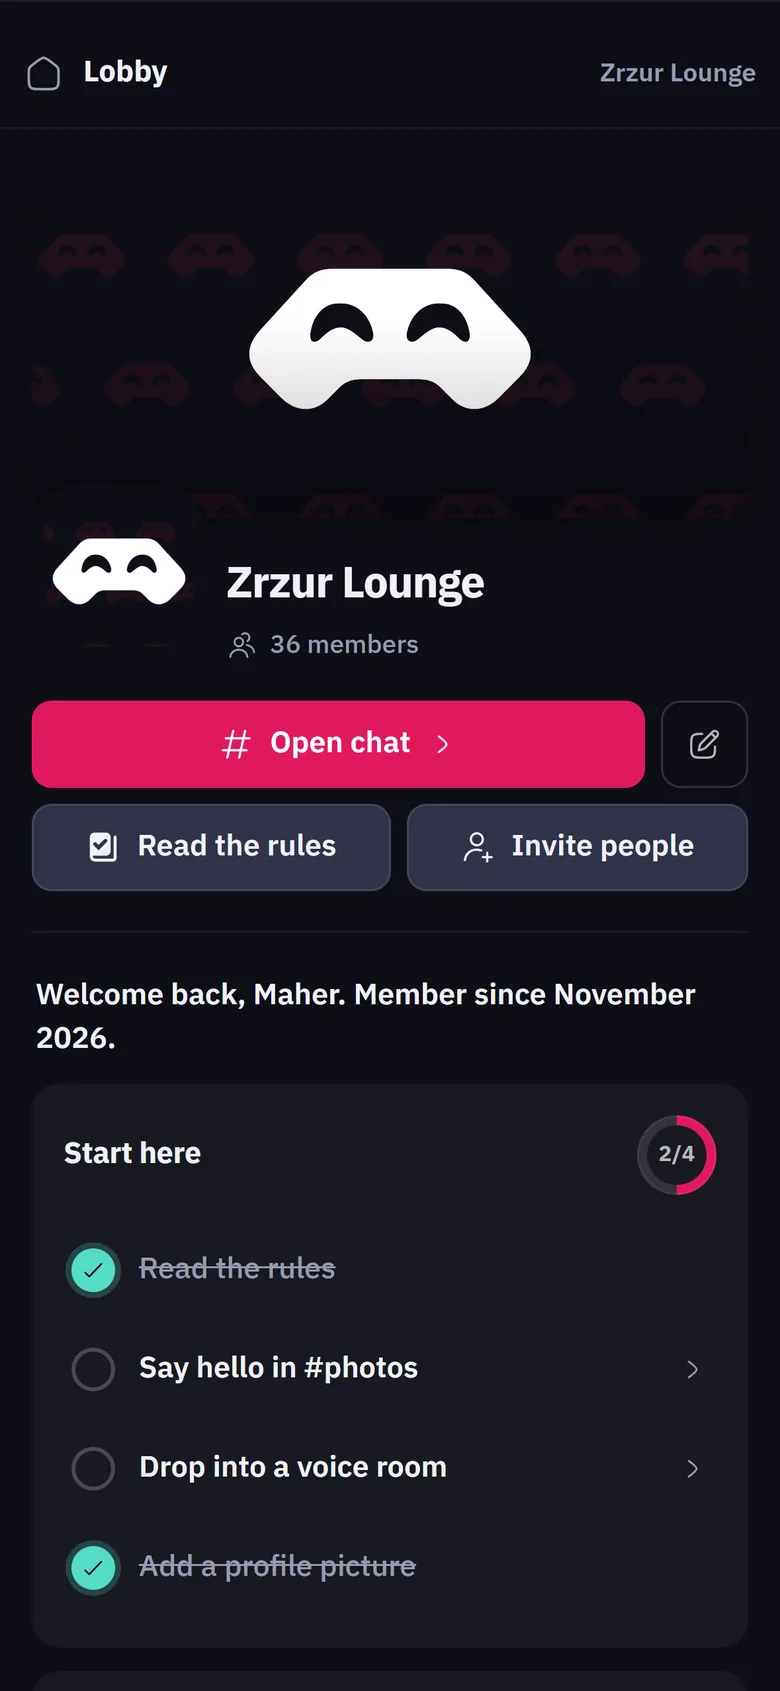 Lobby
Zrzur Lounge
Zrzur Lounge
36 members
Open chat
Read the rules
Invite people
Welcome back, Maher. Member since November
2026.
Start here
2/4
Read the rules
Say hello in #photos
Drop into a voice room
Add a profile picture